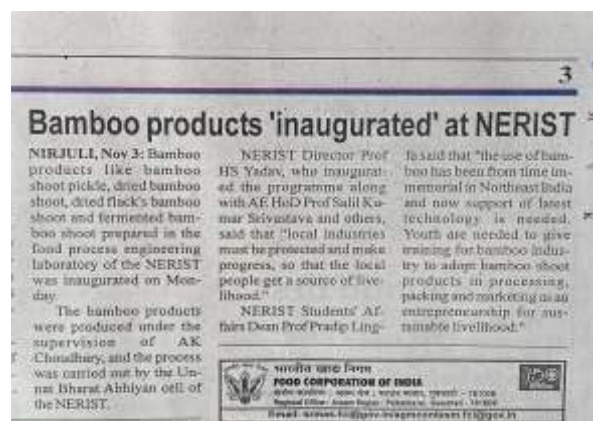 3
Bamboo products 'inaugurated' at NERIST
NIRJULI, Nov 3: Bamboo
products like bamboo
shoot pickle, dried bamboo
shoot, dried flack's bamboo
shoot and fermented bam-
boo shoot prepared in the
food process engineering
laboratory of the NERIST
was inaugurated on Mon-
day.
The bamboo products
were produced under the
supervision of AK
Choudhury, and the process
was carried out by the Un-
nat Bharat Abhiyan cell of
the NERIST.
NERIST Director Prof
HS Yadav, who inaugurat-
ed the programme along
with AE HoD Prof Salil Ku-
mar Srivastava and others,
said that "local industries
must be protected and make
progress, so that the local
people get a source of live-
lihood."
NERIST Students' Af-
fairs Dean Prof Pradip Ling-
fa said that "the use of bam-
boo has been from time im-
memorial in Northeast India
and now support of latest
technology is needed.
Youth are needed to give
training for bamboo indus-
try to adopt bamboo shoot
products in processing,
packing and marketing as an
entrepreneurship for sus-
tainable livelihood."
भारतीय खाद्य निगम
FOOD CORPORATION OF INDIA